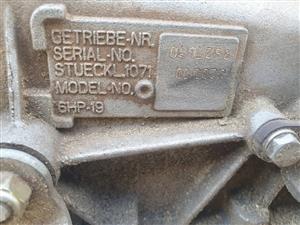 GETRIEBE-NR.
SERIAL-NO.
STUECKL.1071
MODEL-NO.
6HP-19